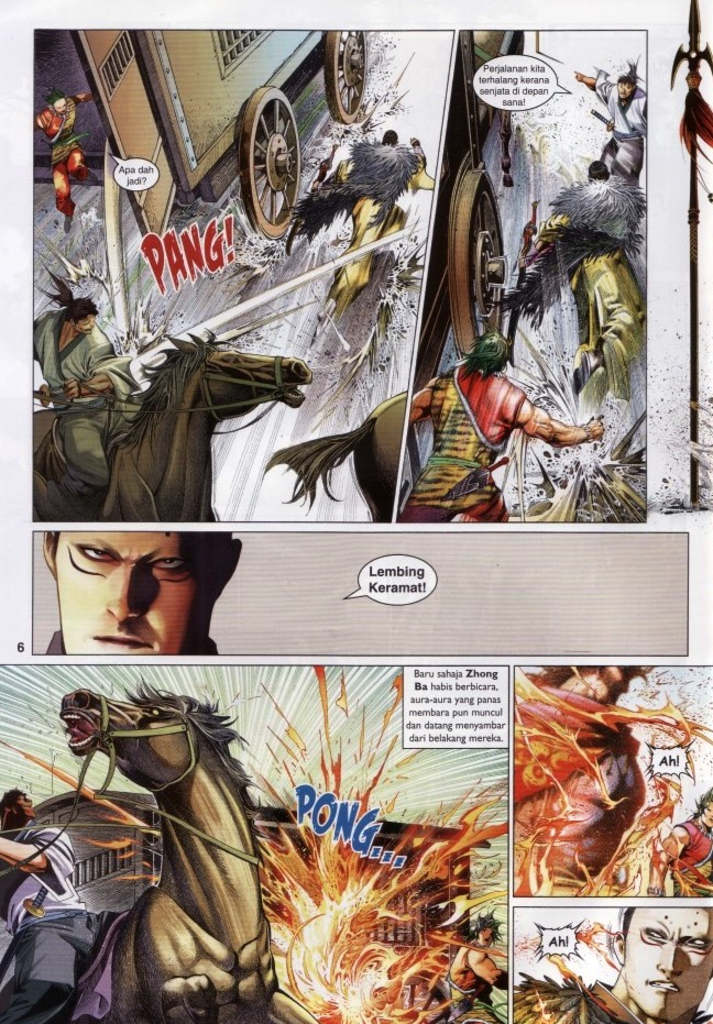 Apa dah
jadi?
PANG!
Perjalanan kita
terhalang kerana
senjata di depan
sana!
Lembing
Keramat!
6
Baru sahaja Zhong
Ba habis berbicara,
aura-aura yang panas
membara pun muncul
dan datang menyambar
dari belakang mereka.
PONG...
Ah!
Ah!